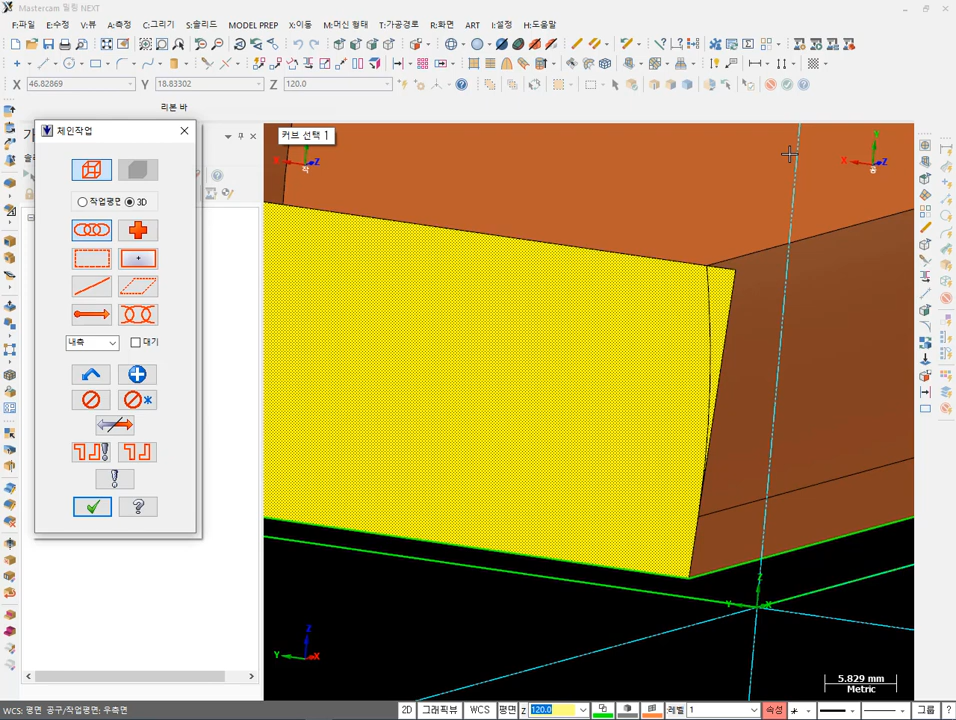 Mastercam 밀링 NEXT
F:파일 E:수정 V:뷰 A:측정 C:그리기 S:솔리드 MODEL PREP X:이동 M:머신 형태 T:가공경로 R:화면 ART I:설정 H:도움말
X 46.82869 Y 18.83302 Z 120.0
리본 바
체인작업
커브 선택 1
작업평면 3D
내측 대기
X Z
작
Y
X Z
공
Z
Y X
Z
Y X
5.829 mm
Metric
WCS: 평면 공구/작업평면: 우측면 2D 그래픽뷰 WCS 평면 Z 120.0 레벨 1 속성 그룹 ?